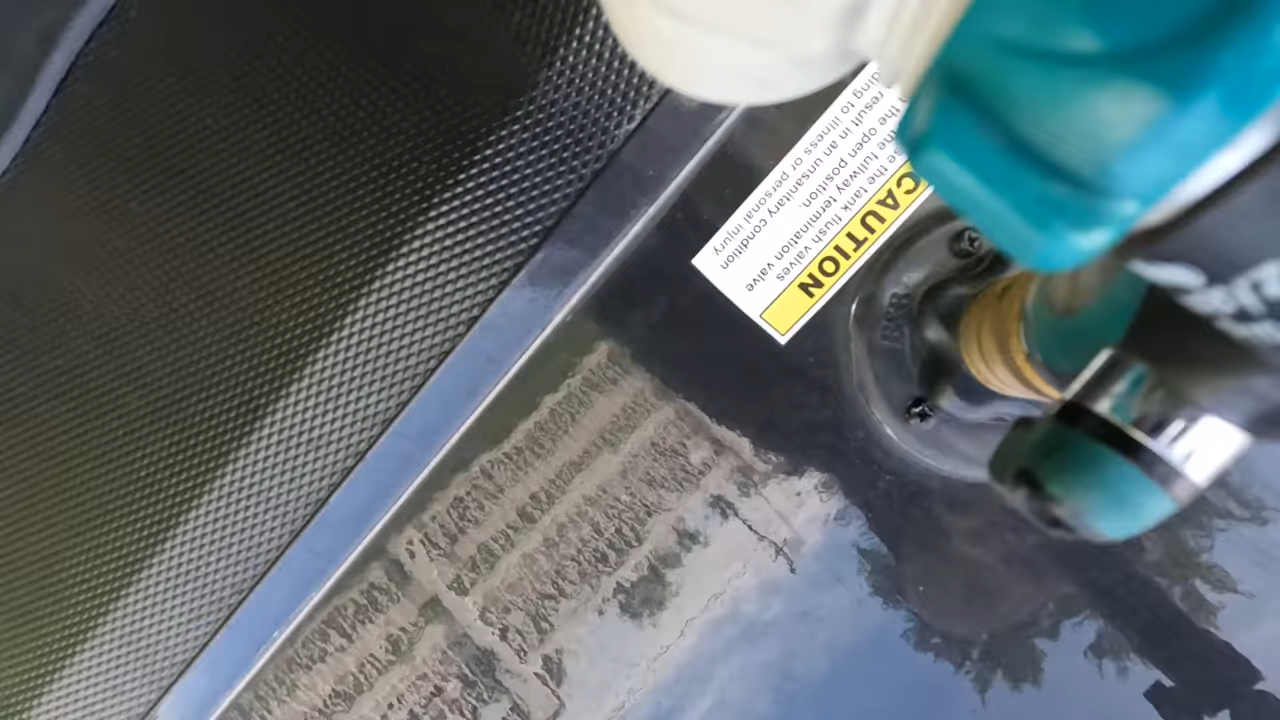 CAUTION
the tank flush valves
the fullway termination valve
the open position.
result in an unsanitary condition
to illness or personal injury